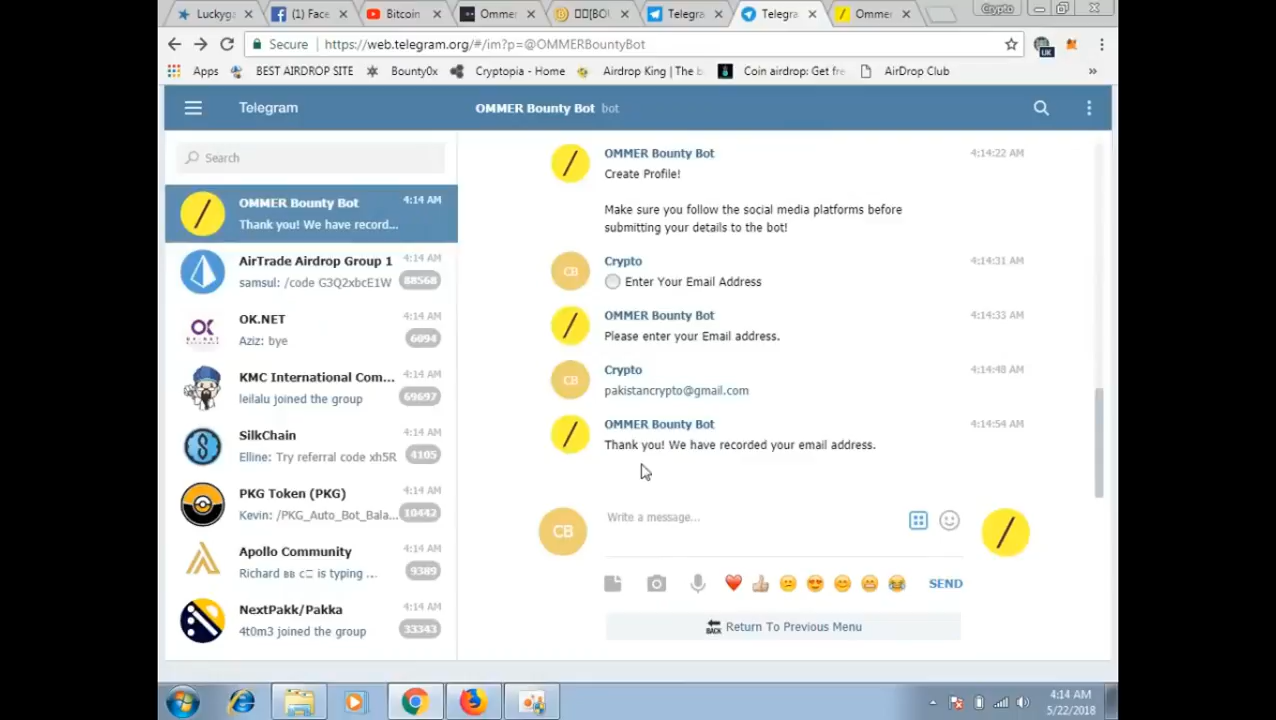 Luckyga
(1) Face
Bitcoin
Ommer
[BO
Telegra
Telegra
Ommer
Crypto
Secure
https://web.telegram.org/#/im?p=@OMMERBountyBot
UK
Apps
BEST AIRDROP SITE
Bounty0x
Cryptopia - Home
Airdrop King | The b
Coin airdrop: Get fre
AirDrop Club
»
Telegram
OMMER Bounty Bot bot
Search
OMMER Bounty Bot 4:14 AM
Thank you! We have record...
AirTrade Airdrop Group 1 4:14 AM
samsul: /code G3Q2xbcE1W 88568
OK.NET 4:14 AM
Aziz: bye 6094
KMC International Com... 4:14 AM
leilalu joined the group 69697
SilkChain 4:14 AM
Elline: Try referral code xh5R 4105
PKG Token (PKG) 4:14 AM
Kevin: /PKG_Auto_Bot_Bala... 10442
Apollo Community 4:14 AM
Richard is typing ... 9389
NextPakk/Pakka 4:14 AM
4t0m3 joined the group 33343
OMMER Bounty Bot 4:14:22 AM
Create Profile!
Make sure you follow the social media platforms before
submitting your details to the bot!
CB
Crypto 4:14:31 AM
Enter Your Email Address
OMMER Bounty Bot 4:14:33 AM
Please enter your Email address.
CB
Crypto 4:14:48 AM
pakistancrypto@gmail.com
OMMER Bounty Bot 4:14:54 AM
Thank you! We have recorded your email address.
CB
Write a message...
SEND
BACK Return To Previous Menu
4:14 AM
5/22/2018